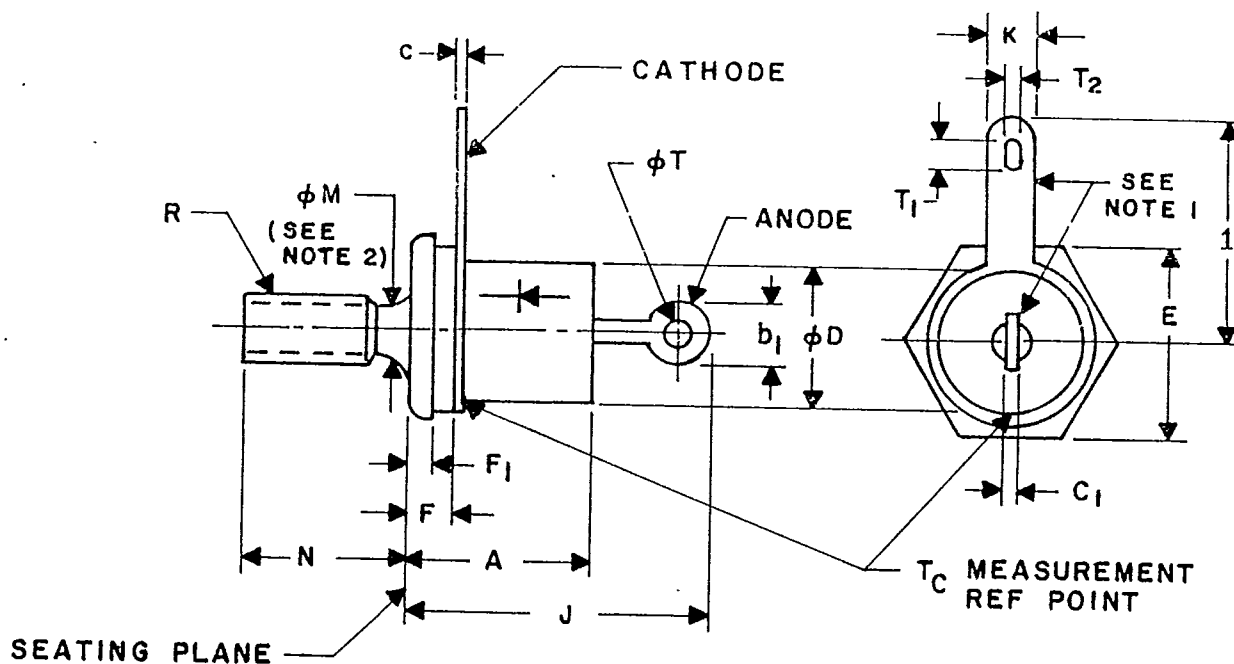 C
CATHODE
K
T2
ϕT
T1
SEE
NOTE 1
R
ϕM
(SEE
NOTE 2)
ANODE
1
b1
ϕD
E
F1
F
C1
N
A
J
TC MEASUREMENT
REF POINT
SEATING PLANE